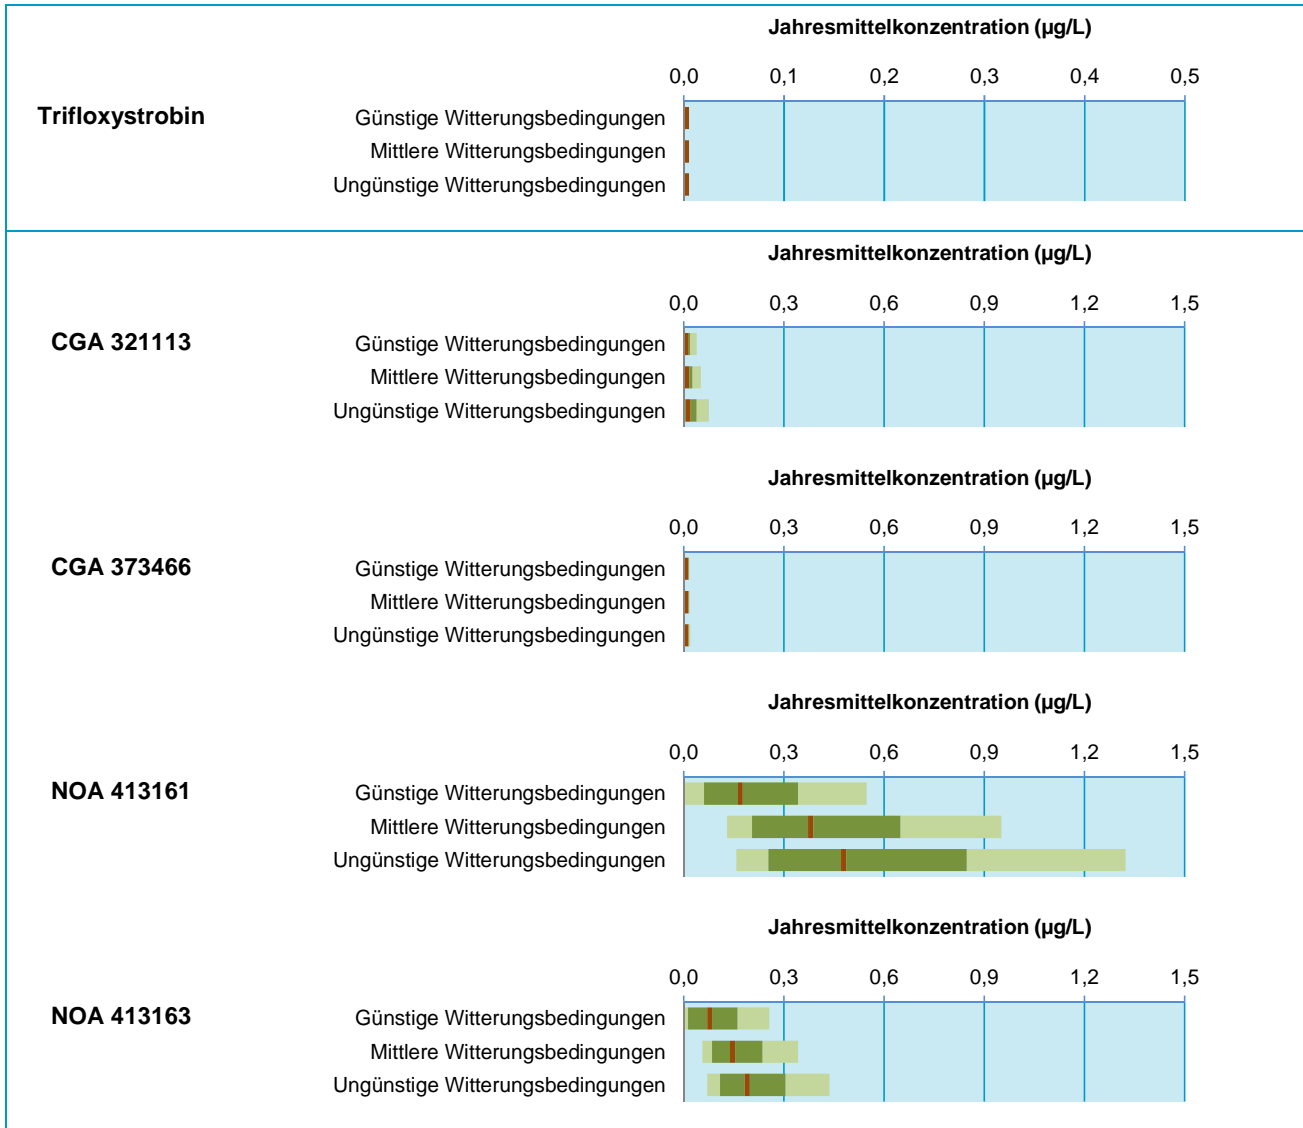 Jahresmittelkonzentration (µg/L)
0,0 0,1 0,2 0,3 0,4 0,5
Trifloxystrobin
Günstige Witterungsbedingungen
Mittlere Witterungsbedingungen
Ungünstige Witterungsbedingungen
Jahresmittelkonzentration (µg/L)
0,0 0,3 0,6 0,9 1,2 1,5
CGA 321113
Günstige Witterungsbedingungen
Mittlere Witterungsbedingungen
Ungünstige Witterungsbedingungen
Jahresmittelkonzentration (µg/L)
0,0 0,3 0,6 0,9 1,2 1,5
CGA 373466
Günstige Witterungsbedingungen
Mittlere Witterungsbedingungen
Ungünstige Witterungsbedingungen
Jahresmittelkonzentration (µg/L)
0,0 0,3 0,6 0,9 1,2 1,5
NOA 413161
Günstige Witterungsbedingungen
Mittlere Witterungsbedingungen
Ungünstige Witterungsbedingungen
Jahresmittelkonzentration (µg/L)
0,0 0,3 0,6 0,9 1,2 1,5
NOA 413163
Günstige Witterungsbedingungen
Mittlere Witterungsbedingungen
Ungünstige Witterungsbedingungen